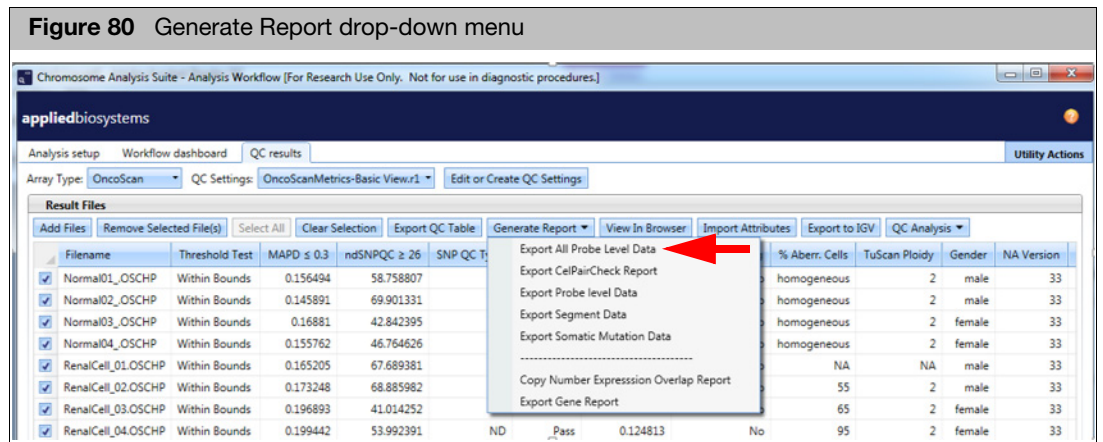 Figure 80 Generate Report drop-down menu
Chromosome Analysis Suite - Analysis Workflow [For Research Use Only. Not for use in diagnostic procedures.]
appliedbiosystems
Analysis setup Workflow dashboard QC results Utility Actions
Array Type: OncoScan QC Settings: OncoScanMetrics-Basic View.r1 Edit or Create QC Settings
Result Files
Add Files Remove Selected File(s) Select All Clear Selection Export QC Table Generate Report View In Browser Import Attributes Export to IGV QC Analysis
Filename Threshold Test MAPD ≤ 0.3 ndSNPQC ≥ 26 SNP QC % Aberr. Cells TuScan Ploidy Gender NA Version
Export All Probe Level Data
Export CelPairCheck Report
Export Probe level Data
Export Segment Data
Export Somatic Mutation Data
--------------------------------------
Copy Number Expresssion Overlap Report
Export Gene Report
Normal01_.OSCHP Within Bounds 0.156494 58.758807 homogeneous 2 male 33
Normal02_.OSCHP Within Bounds 0.145891 69.901331 homogeneous 2 male 33
Normal03_.OSCHP Within Bounds 0.16881 42.842395 homogeneous 2 female 33
Normal04_.OSCHP Within Bounds 0.155762 46.764626 homogeneous 2 female 33
RenalCell_01.OSCHP Within Bounds 0.165205 67.689381 NA NA male 33
RenalCell_02.OSCHP Within Bounds 0.173248 68.885982 55 2 male 33
RenalCell_03.OSCHP Within Bounds 0.196893 41.014252 65 2 female 33
RenalCell_04.OSCHP Within Bounds 0.199442 53.992391 ND Pass 0.124813 No 95 2 female 33